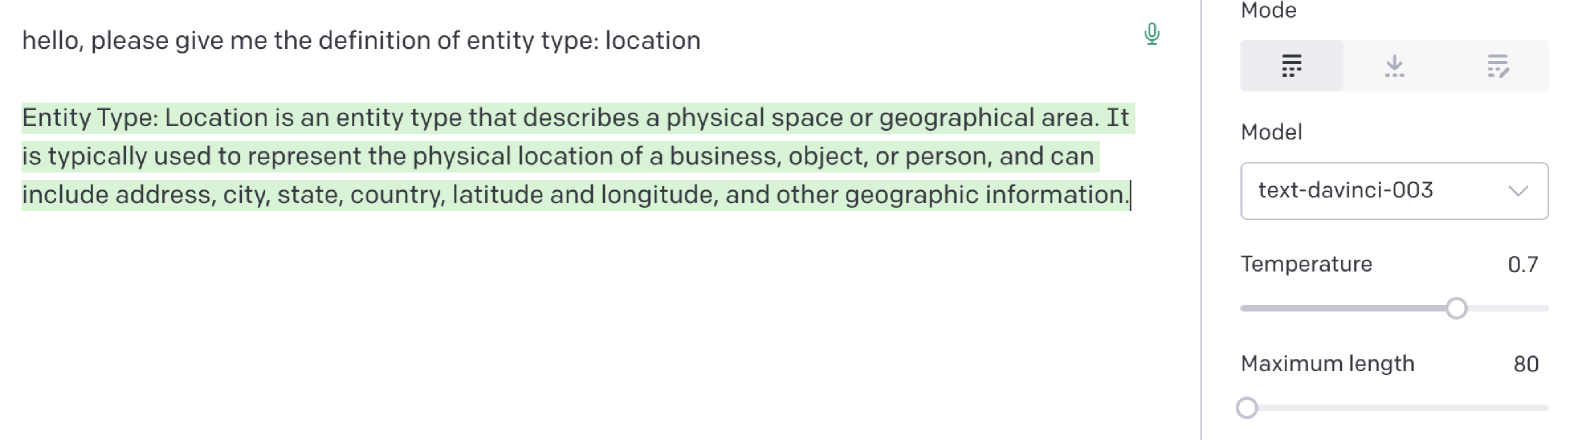 hello, please give me the definition of entity type: location
Entity Type: Location is an entity type that describes a physical space or geographical area. It
is typically used to represent the physical location of a business, object, or person, and can
include address, city, state, country, latitude and longitude, and other geographic information.
Mode
Model
text-davinci-003
Temperature 0.7
Maximum length 80